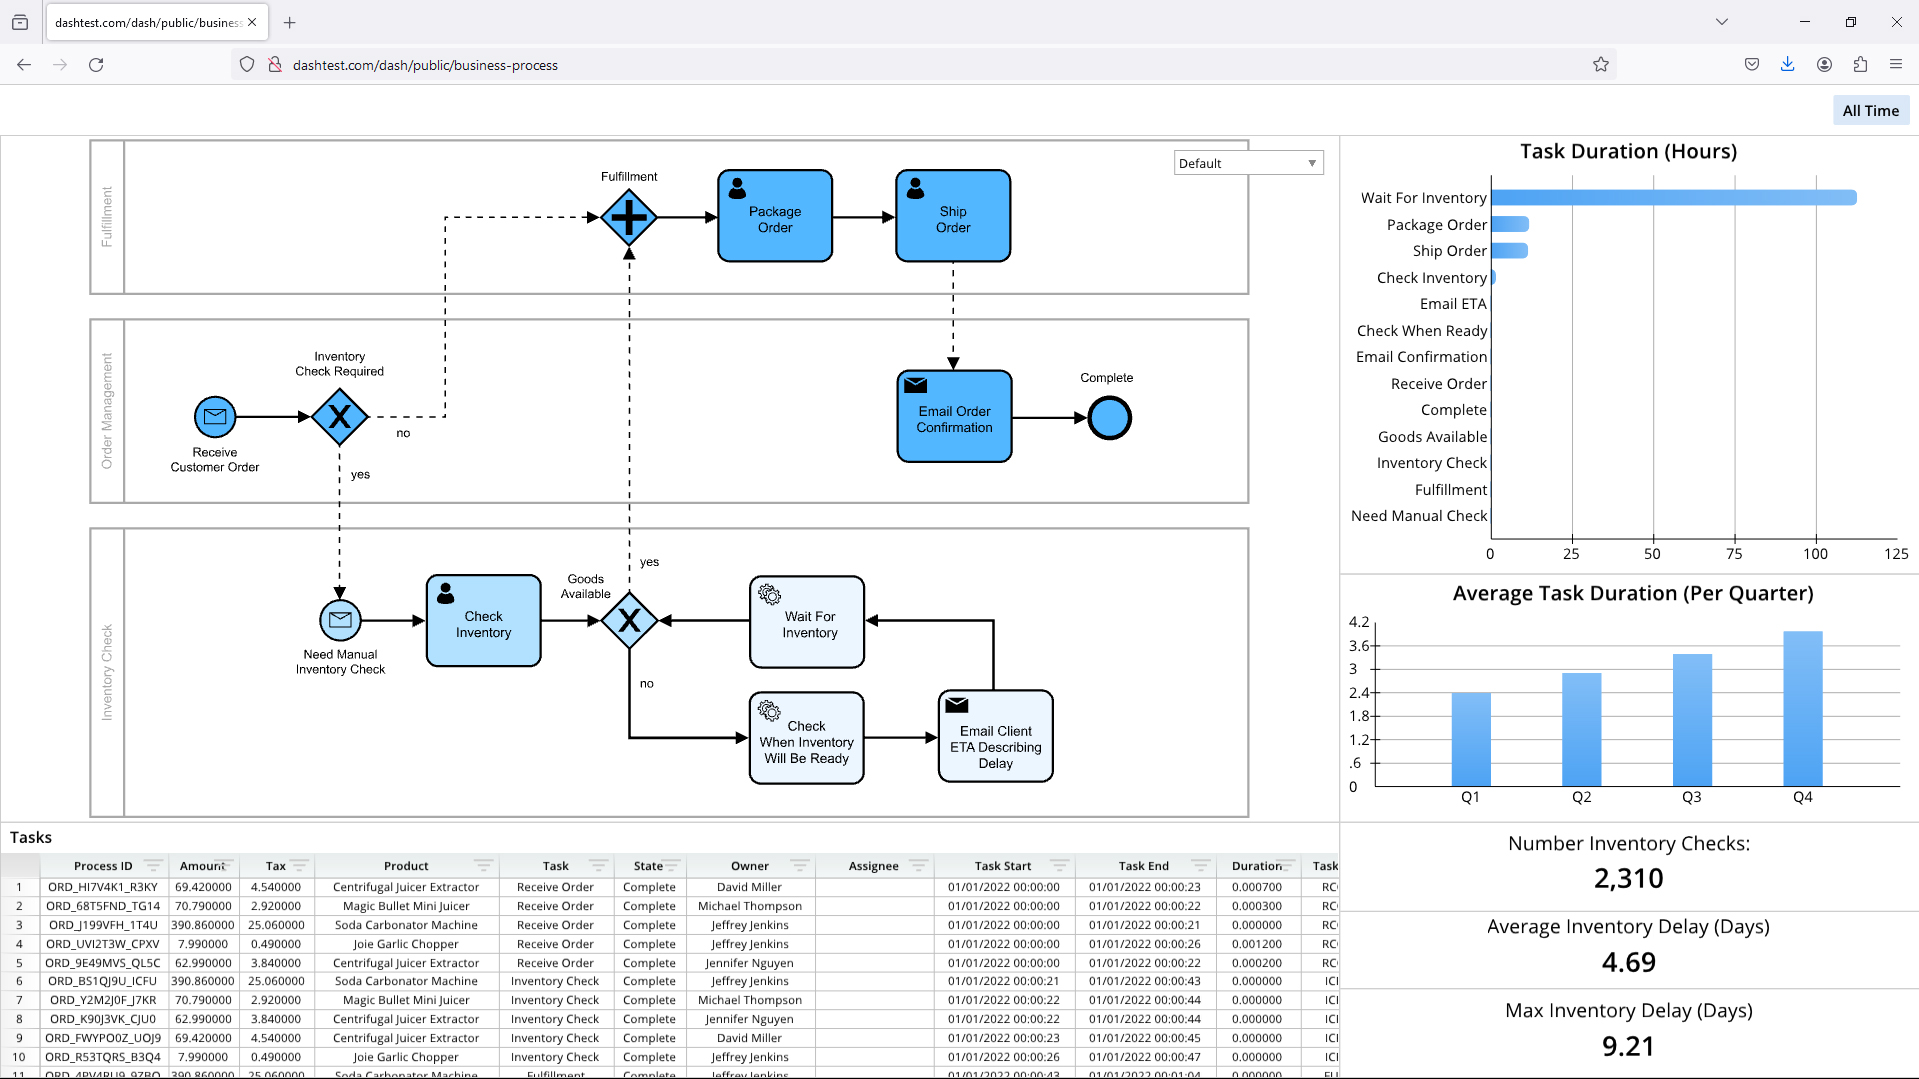 dashtest.com/dash/public/business
dashtest.com/dash/public/business-process
All Time
Default
Fulfillment
Fulfillment
Package
Order
Ship
Order
Order Management
Inventory
Check Required
no
yes
Receive
Customer Order
Email Order
Confirmation
Complete
Inventory Check
Need Manual
Inventory Check
Check
Inventory
Goods
Available
yes
no
Wait For
Inventory
Check
When Inventory
Will Be Ready
Email Client
ETA Describing
Delay
Task Duration (Hours)
Wait For Inventory
Package Order
Ship Order
Check Inventory
Email ETA
Check When Ready
Email Confirmation
Receive Order
Complete
Goods Available
Inventory Check
Fulfillment
Need Manual Check
0 25 50 75 100 125
Average Task Duration (Per Quarter)
4.2
3.6
3
2.4
1.8
1.2
.6
0
Q1 Q2 Q3 Q4
Number Inventory Checks:
2,310
Average Inventory Delay (Days)
4.69
Max Inventory Delay (Days)
9.21
Tasks
Process ID Amount Tax Product Task State Owner Assignee Task Start Task End Duration Task
1 ORD_HI7V4K1_R3KY 69.420000 4.540000 Centrifugal Juicer Extractor Receive Order Complete David Miller 01/01/2022 00:00:00 01/01/2022 00:00:23 0.000700
2 ORD_68T5FND_TG14 70.790000 2.920000 Magic Bullet Mini Juicer Receive Order Complete Michael Thompson 01/01/2022 00:00:00 01/01/2022 00:00:22 0.000300
3 ORD_J199VFH_1T4U 390.860000 25.060000 Soda Carbonator Machine Receive Order Complete Jeffrey Jenkins 01/01/2022 00:00:00 01/01/2022 00:00:21 0.000000
4 ORD_UVI2T3W_CPXV 7.990000 0.490000 Joie Garlic Chopper Receive Order Complete Jeffrey Jenkins 01/01/2022 00:00:00 01/01/2022 00:00:26 0.001200
5 ORD_9E49MVS_QL5C 62.990000 3.840000 Centrifugal Juicer Extractor Receive Order Complete Jennifer Nguyen 01/01/2022 00:00:00 01/01/2022 00:00:22 0.000200
6 ORD_BS1QJ9U_ICFU 390.860000 25.060000 Soda Carbonator Machine Inventory Check Complete Jeffrey Jenkins 01/01/2022 00:00:21 01/01/2022 00:00:43 0.000000
7 ORD_Y2M2J0F_J7KR 70.790000 2.920000 Magic Bullet Mini Juicer Inventory Check Complete Michael Thompson 01/01/2022 00:00:22 01/01/2022 00:00:44 0.000000
8 ORD_K90J3VK_CJU0 62.990000 3.840000 Centrifugal Juicer Extractor Inventory Check Complete Jennifer Nguyen 01/01/2022 00:00:22 01/01/2022 00:00:44 0.000000
9 ORD_FWYPO0Z_UOJ9 69.420000 4.540000 Centrifugal Juicer Extractor Inventory Check Complete David Miller 01/01/2022 00:00:23 01/01/2022 00:00:45 0.000000
10 ORD_R53TQRS_B3Q4 7.990000 0.490000 Joie Garlic Chopper Inventory Check Complete Jeffrey Jenkins 01/01/2022 00:00:26 01/01/2022 00:00:47 0.000000
11 390.860000 25.060000 Soda Carbonator Machine Fulfillment Complete Jeffrey Jenkins 01/01/2022 00:00:43 01/01/2022 00:01:04 0.000000